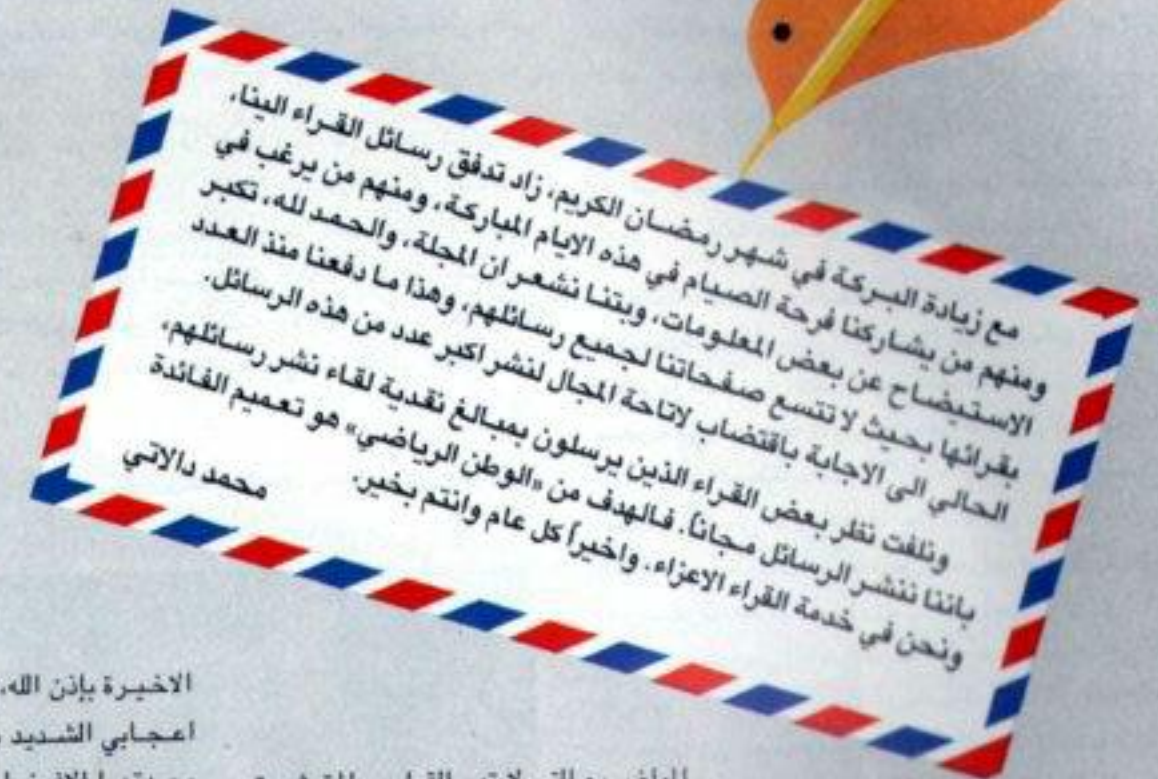 مع زيادة البركة في شهر رمضان الكريم، زاد تدفق رسائل القراء الينا،
ومنهم من يشاركنا فرحة الصيام في هذه الايام المباركة، ومنهم من يرغب في
الاستيضاح عن بعض المعلومات، وبتنا نشعر ان المجلة، والحمد لله، تكبر
بقرائها بحيث لا تتسع صفحاتنا لجميع رسائلهم، وهذا ما دفعنا منذ العدد
الحالي الى الاجابة باقتضاب لاتاحة المجال لنشر اكبر عدد من هذه الرسائل.
ونلفت نظر بعض القراء الذين يرسلون بمبالغ نقدية لقاء نشر رسائلهم،
باننا ننشر الرسائل مجاناً. فالهدف من «الوطن الرياضي» هو تعميم الفائدة
ونحن في خدمة القراء الاعزاء. واخيراً كل عام وانتم بخير.
محمد دالاتي
الاخيرة بإذن الله،
اعجابي الشديد